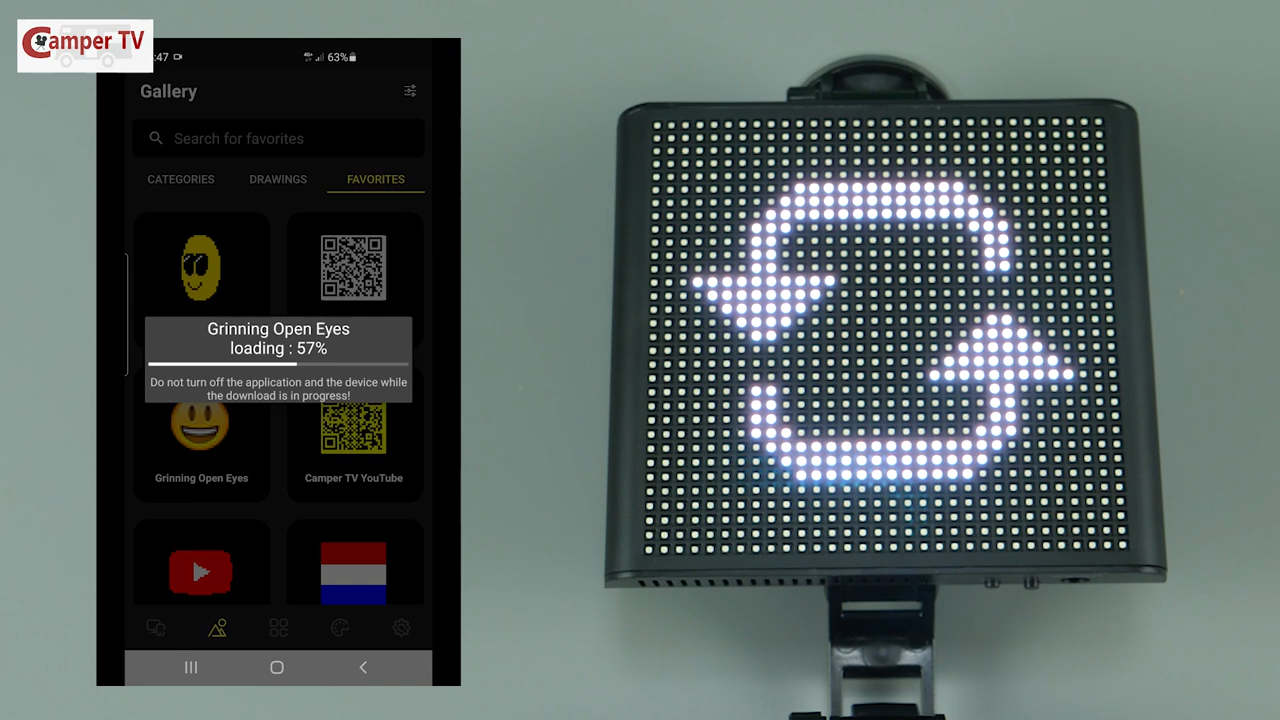 Camper TV
:47
4G 63%
Gallery
Search for favorites
CATEGORIES DRAWINGS FAVORITES
Grinning Open Eyes
loading : 57%
Do not turn off the application and the device while
the download is in progress!
Grinning Open Eyes
Camper TV YouTube